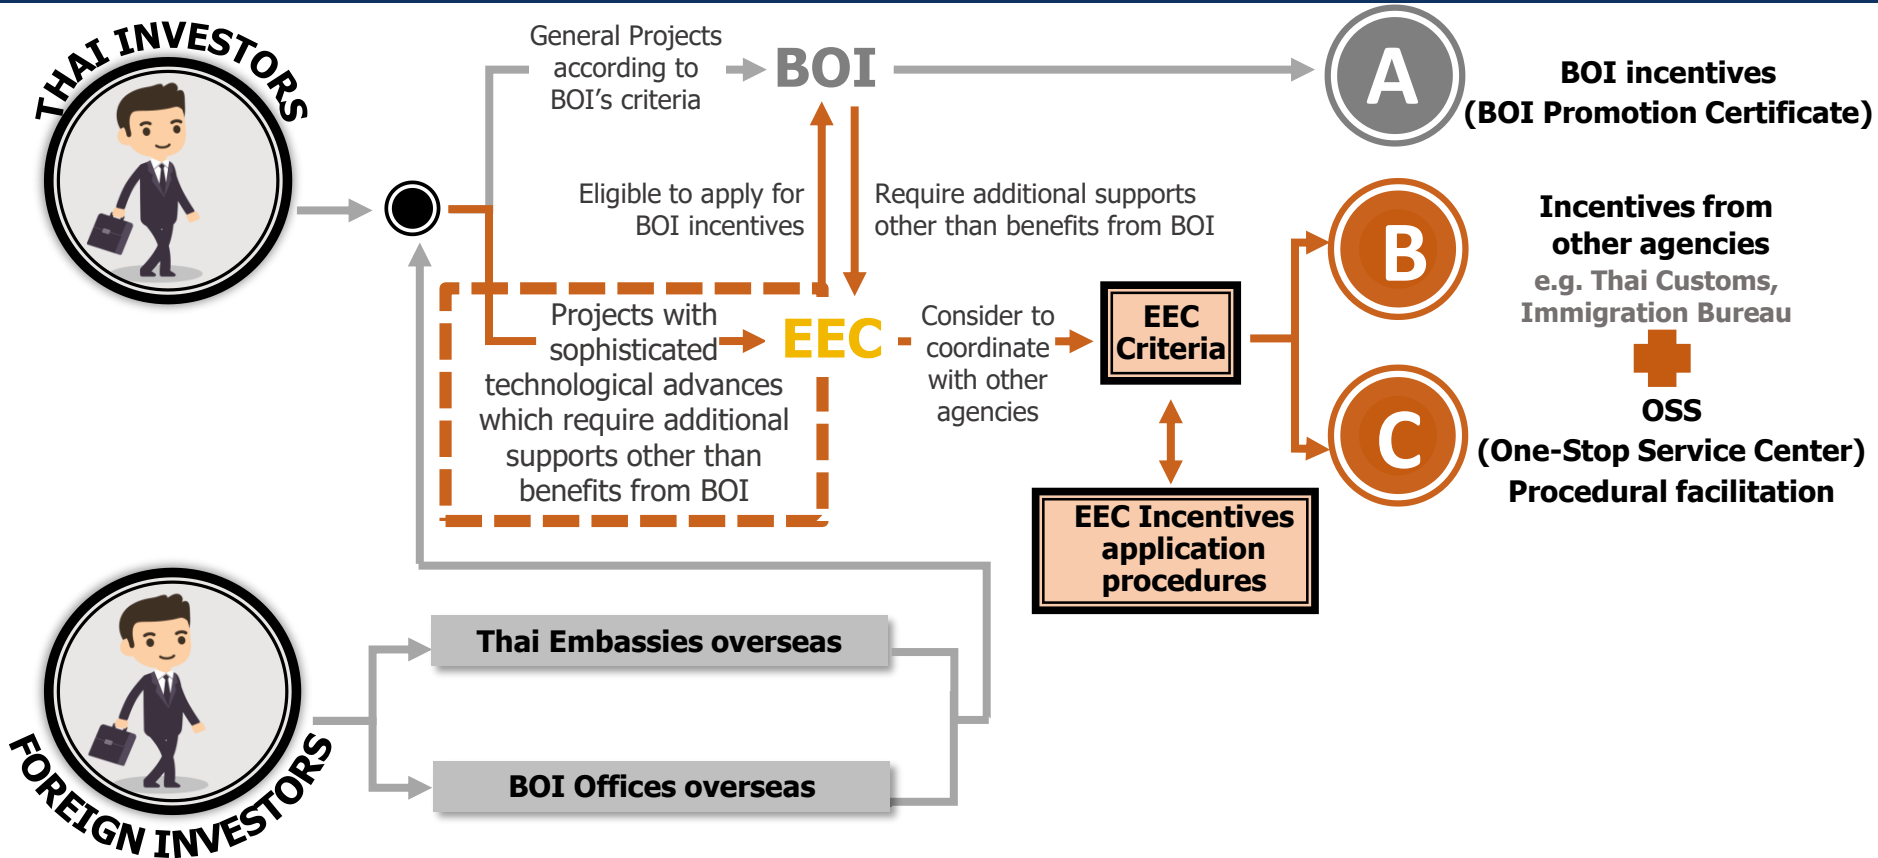 THAI INVESTORS
General Projects
according to
BOI's criteria
BOI
A
BOI incentives
(BOI Promotion Certificate)
Eligible to apply for
BOI incentives
Require additional supports
other than benefits from BOI
B
Incentives from
other agencies
e.g. Thai Customs,
Immigration Bureau
Projects with
sophisticated
technological advances
which require additional
supports other than
benefits from BOI
EEC
Consider to
coordinate
with other
agencies
EEC
Criteria
C
OSS
(One-Stop Service Center)
Procedural facilitation
EEC Incentives
application
procedures
FOREIGN INVESTORS
Thai Embassies overseas
BOI Offices overseas